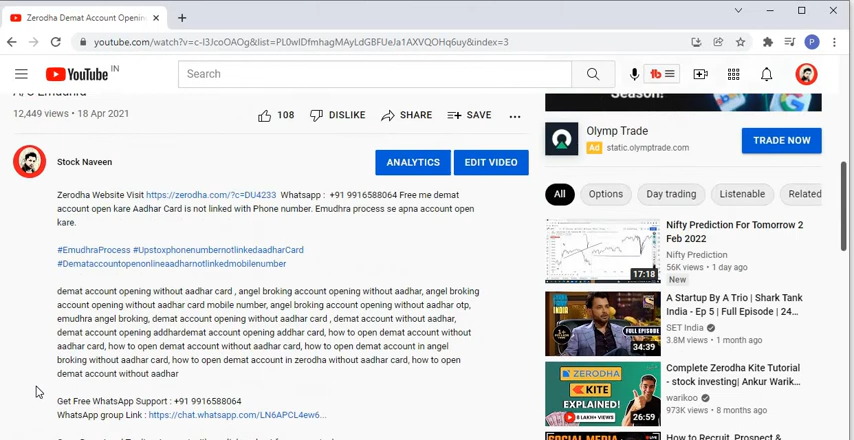 Zerodha Demat Account Opening
youtube.com/watch?v=c-I3JcoOAOg&list=PL0wIDfmhagMAyLdGBFUeJa1AXVQOHq6uy&index=3
P
YouTube IN
Search
tb
12,449 views • 18 Apr 2021
108
DISLIKE
SHARE
SAVE
Stock Naveen
ANALYTICS
EDIT VIDEO
Zerodha Website Visit https://zerodha.com/?c=DU4233 Whatsapp : +91 9916588064 Free me demat
account open kare Aadhar Card is not linked with Phone number. Emudhra process se apna account open
kare.
#EmudhraProcess #UpstoxphonenumbernotlinkedaadharCard
#Demataccountopenonlineaadharnotlinkedmobilenumber
demat account opening without aadhar card , angel broking account opening without aadhar, angel broking
account opening without aadhar card mobile number, angel broking account opening without aadhar otp,
emudhra angel broking, demat account opening without aadhar card , demat account without aadhar,
demat account opening addhardemat account opening addhar card, how to open demat account without
aadhar card, how to open demat account without aadhar card, how to open demat account in angel
broking without aadhar card, how to open demat account in zerodha without aadhar card, how to open
demat account without aadhar
Get Free WhatsApp Support : +91 9916588064
WhatsApp group Link : https://chat.whatsapp.com/LN6APCL4ew6...
Season!
Olymp Trade
Ad static.olymptrade.com
TRADE NOW
All
Options
Day trading
Listenable
Related
Nifty Prediction For Tomorrow 2
Feb 2022
Nifty Prediction
56K views • 1 day ago
New
17:18
A Startup By A Trio | Shark Tank
India - Ep 5 | Full Episode | 24...
SET India
3.8M views • 1 month ago
FULL EPISODE
34:39
Complete Zerodha Kite Tutorial
- stock investing| Ankur Warik...
warikoo
973K views • 8 months ago
ZERODHA
KITE
EXPLAINED!
26:59
How to Recruit, Prospect &
SOCIAL MEDIA